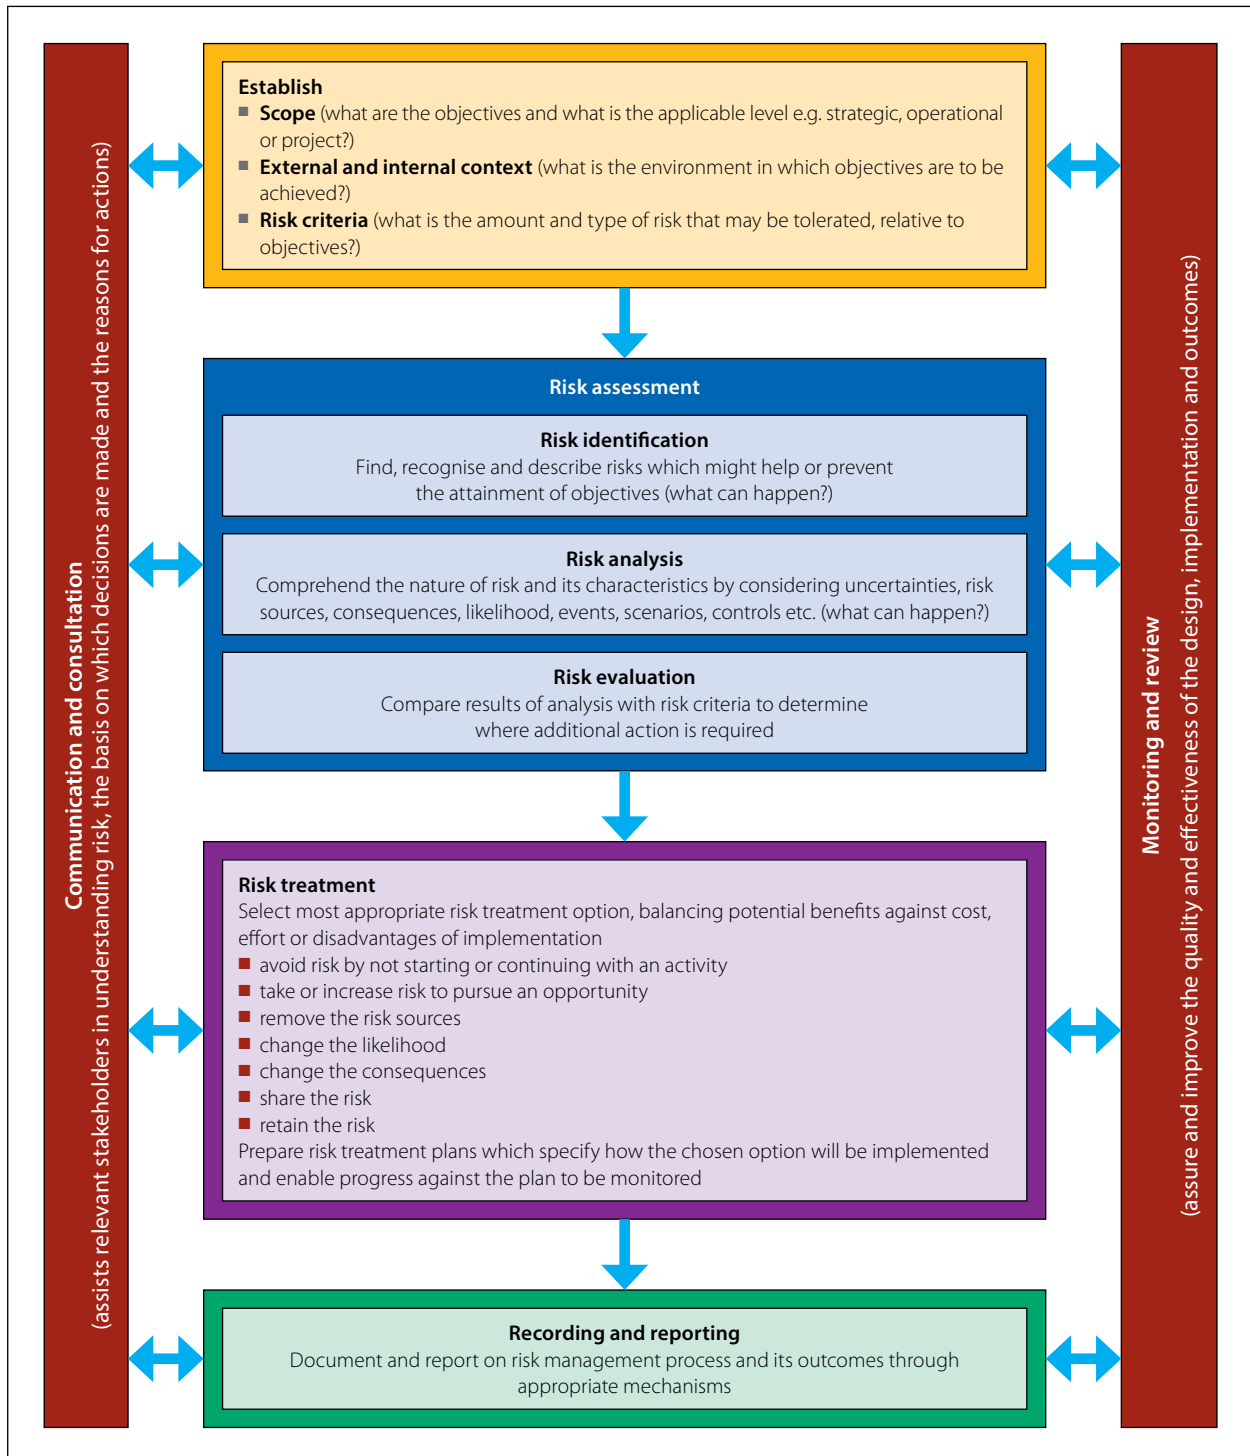 Communication and consultation
(assists relevant stakeholders in understanding risk, the basis on which decisions are made and the reasons for actions)
Establish
■ Scope (what are the objectives and what is the applicable level e.g. strategic, operational
or project?)
■ External and internal context (what is the environment in which objectives are to be
achieved?)
■ Risk criteria (what is the amount and type of risk that may be tolerated, relative to
objectives?)
Risk assessment
Risk identification
Find, recognise and describe risks which might help or prevent
the attainment of objectives (what can happen?)
Risk analysis
Comprehend the nature of risk and its characteristics by considering uncertainties, risk
sources, consequences, likelihood, events, scenarios, controls etc. (what can happen?)
Risk evaluation
Compare results of analysis with risk criteria to determine
where additional action is required
Risk treatment
Select most appropriate risk treatment option, balancing potential benefits against cost,
effort or disadvantages of implementation
■ avoid risk by not starting or continuing with an activity
■ take or increase risk to pursue an opportunity
■ remove the risk sources
■ change the likelihood
■ change the consequences
■ share the risk
■ retain the risk
Prepare risk treatment plans which specify how the chosen option will be implemented
and enable progress against the plan to be monitored
Recording and reporting
Document and report on risk management process and its outcomes through
appropriate mechanisms
Monitoring and review
(assure and improve the quality and effectiveness of the design, implementation and outcomes)